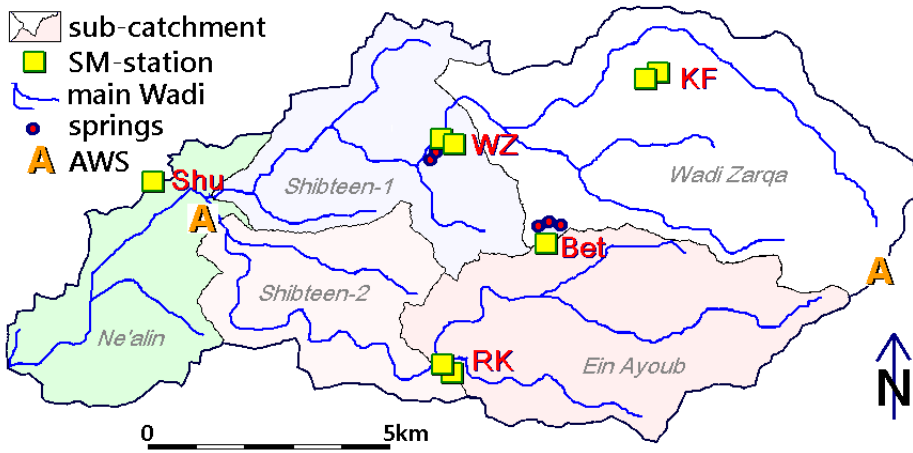 sub-catchment
SM-station
main Wadi
springs
A AWS
KF
WZ
Shu
Shibteen-1
Wadi Zarqa
A
Bet
A
Shibteen-2
Ne'alin
RK
Ein Ayoub
N
0 5km